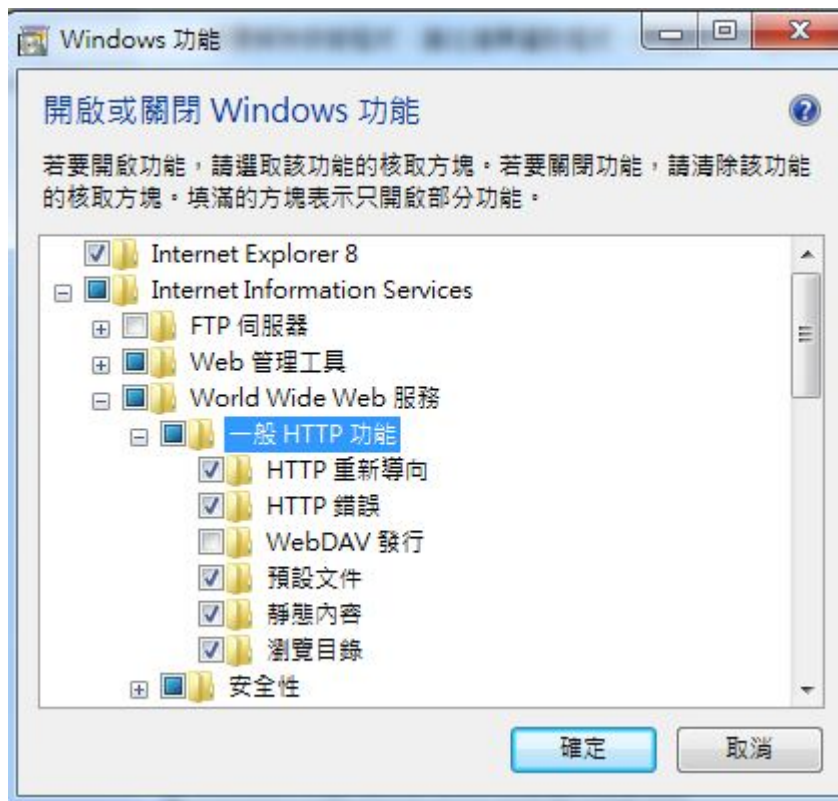 Windows 功能
開啟或關閉 Windows 功能
若要開啟功能，請選取該功能的核取方塊。若要關閉功能，請清除該功能
的核取方塊。填滿的方塊表示只開啟部分功能。
Internet Explorer 8
Internet Information Services
FTP 伺服器
Web 管理工具
World Wide Web 服務
一般 HTTP 功能
HTTP 重新導向
HTTP 錯誤
WebDAV 發行
預設文件
靜態內容
瀏覽目錄
安全性
確定
取消